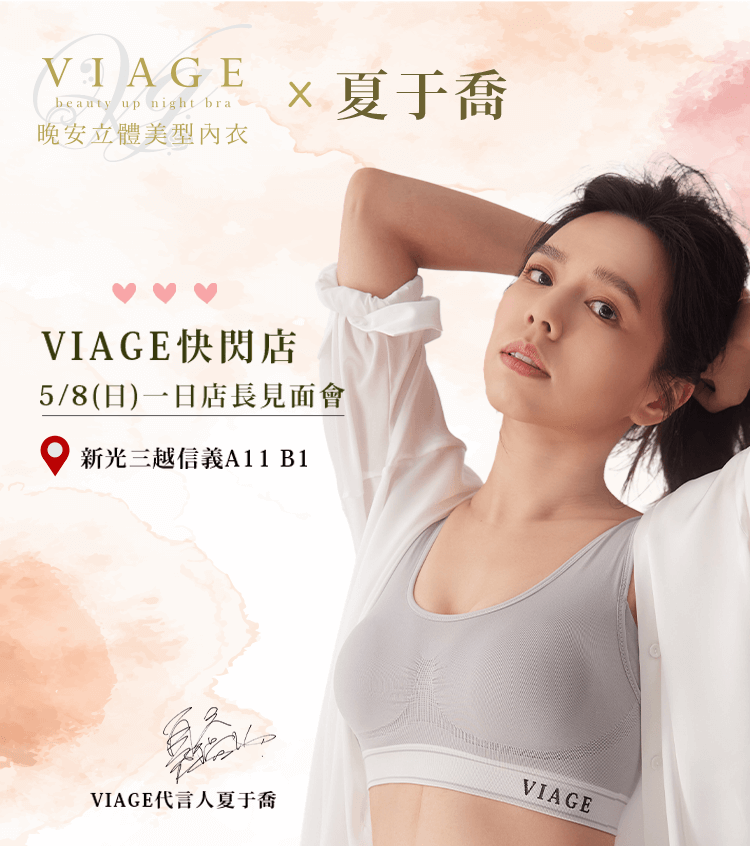 VIAGE
beauty up night bra
晚安立體美型內衣
× 夏于喬
VIAGE快閃店
5/8(日)一日店長見面會
新光三越信義A11 B1
VIAGE代言人夏于喬
VIAGE